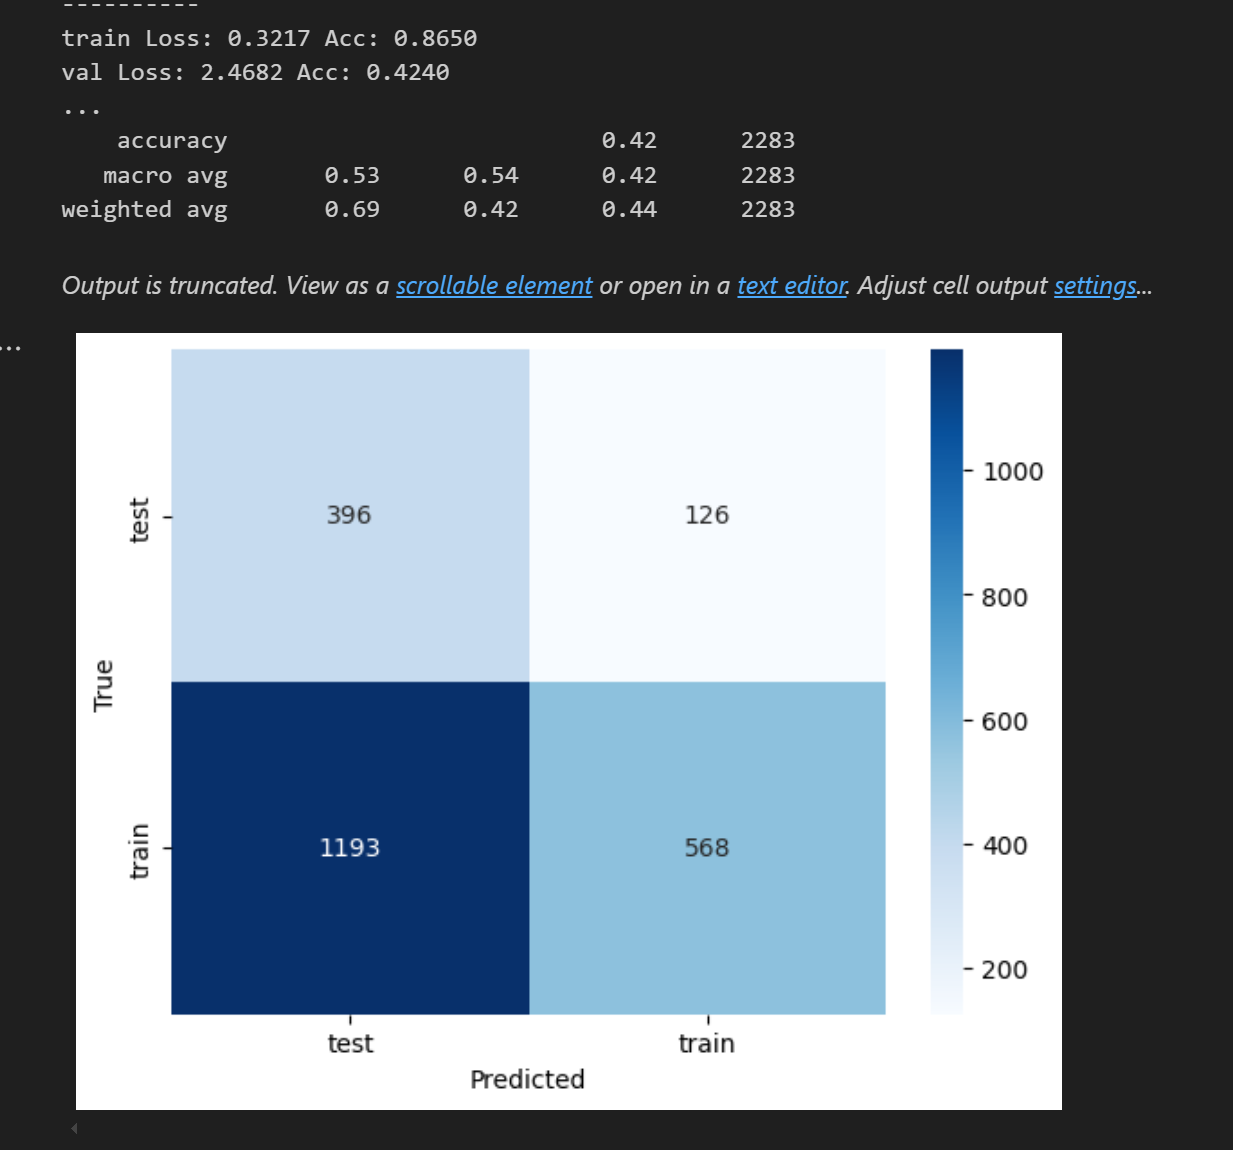 ----------
train Loss: 0.3217 Acc: 0.8650
val Loss: 2.4682 Acc: 0.4240
...
accuracy 0.42 2283
macro avg 0.53 0.54 0.42 2283
weighted avg 0.69 0.42 0.44 2283
Output is truncated. View as a scrollable element or open in a text editor. Adjust cell output settings...
...
396 126
1193 568
test
train
True
test train
Predicted
1000
800
600
400
200